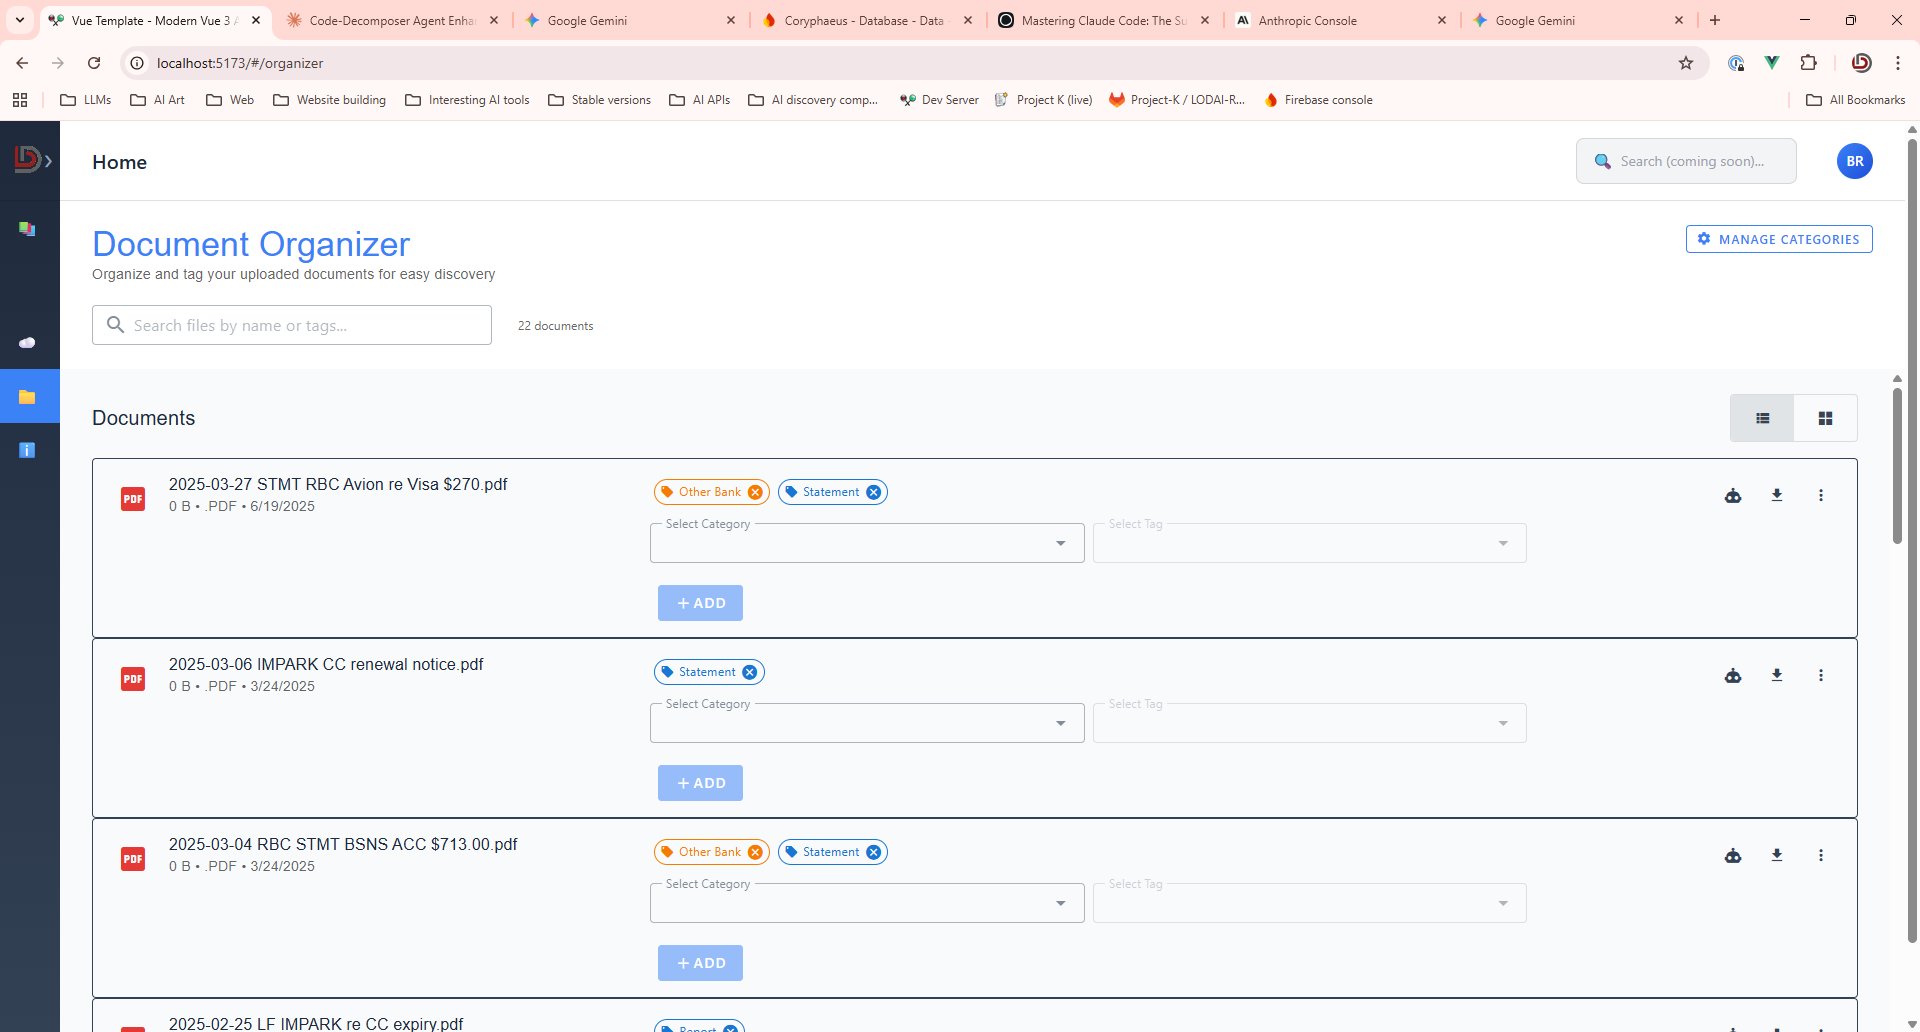 Vue Template - Modern Vue 3 A
Code-Decomposer Agent Enha
Google Gemini
Coryphaeus - Database - Data
Mastering Claude Code: The Su
Anthropic Console
Google Gemini
localhost:5173/#/organizer
LLMs
AI Art
Web
Website building
Interesting AI tools
Stable versions
AI APIs
AI discovery comp...
Dev Server
Project K (live)
Project-K / LODAI-R...
Firebase console
All Bookmarks
Home
Search (coming soon)...
BR
Document Organizer
MANAGE CATEGORIES
Organize and tag your uploaded documents for easy discovery
Search files by name or tags...
22 documents
Documents
PDF
2025-03-27 STMT RBC Avion re Visa $270.pdf
0 B • .PDF • 6/19/2025
Other Bank
Statement
Select Category
Select Tag
+ ADD
PDF
2025-03-06 IMPARK CC renewal notice.pdf
0 B • .PDF • 3/24/2025
Statement
Select Category
Select Tag
+ ADD
PDF
2025-03-04 RBC STMT BSNS ACC $713.00.pdf
0 B • .PDF • 3/24/2025
Other Bank
Statement
Select Category
Select Tag
+ ADD
2025-02-25 LF IMPARK re CC expiry.pdf
Report